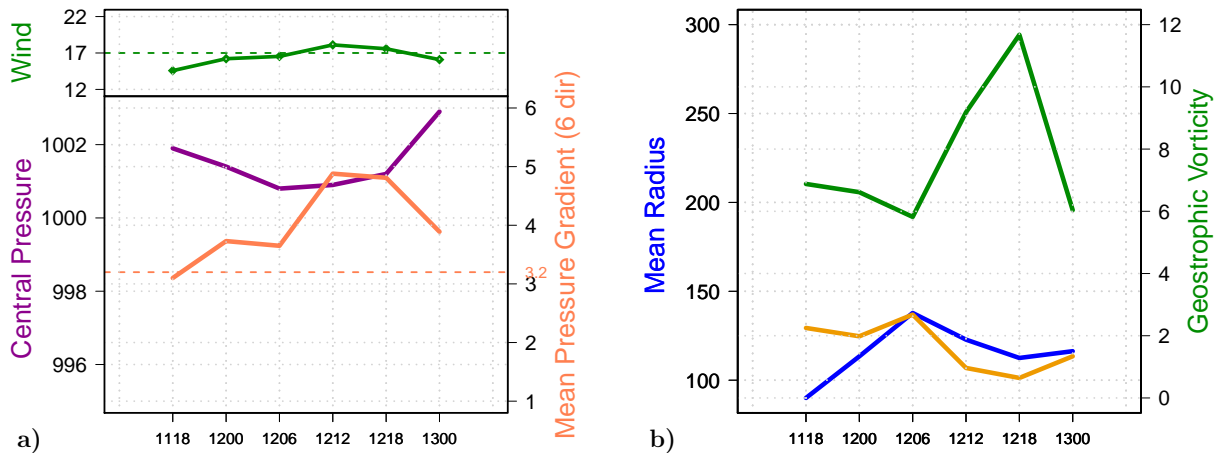 Wind
22
17
12
Central Pressure
1002
1000
998
996
6
5
4
3
2
1
3.2
Mean Pressure Gradient (6 dir)
1118 1200 1206 1212 1218 1300
a)
Mean Radius
300
250
200
150
100
12
10
8
6
4
2
0
Geostrophic Vorticity
1118 1200 1206 1212 1218 1300
b)